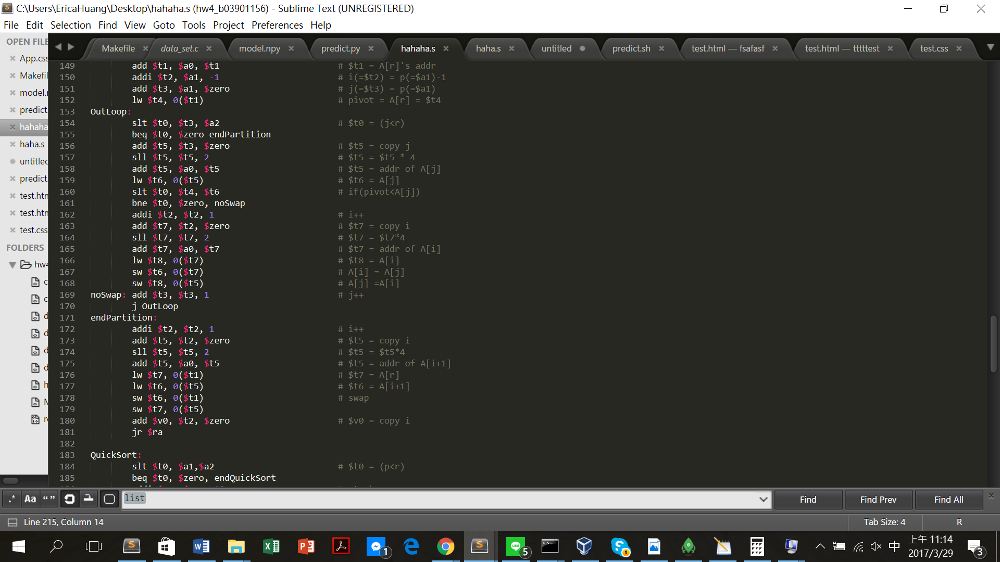 C:\Users\EricaHuang\Desktop\hahaha.s (hw4_b03901156) - Sublime Text (UNREGISTERED)
File Edit Selection Find View Goto Tools Project Preferences Help
OPEN FILE
App.css
Makefil
model.n
predict.
hahaha
haha.s
untitled
predict.
test.htm
test.htm
test.css
FOLDERS
hw4
c
c
d
d
d
d
h
M
re
Makefile × data_set.c × model.npy × predict.py × hahaha.s × haha.s × untitled predict.sh × test.html — fsafasf × test.html — tttttest × test.css ×
149 add $t1, $a0, $t1 # $t1 = A[r]'s addr
150 addi $t2, $a1, -1 # i(=$t2) = p(=$a1)-1
151 add $t3, $a1, $zero # j(=$t3) = p(=$a1)
152 lw $t4, 0($t1) # pivot = A[r] = $t4
153 OutLoop:
154 slt $t0, $t3, $a2 # $t0 = (j<r)
155 beq $t0, $zero endPartition
156 add $t5, $t3, $zero # $t5 = copy j
157 sll $t5, $t5, 2 # $t5 = $t5 * 4
158 add $t5, $a0, $t5 # $t5 = addr of A[j]
159 lw $t6, 0($t5) # $t6 = A[j]
160 slt $t0, $t4, $t6 # if(pivot<A[j])
161 bne $t0, $zero, noSwap
162 addi $t2, $t2, 1 # i++
163 add $t7, $t2, $zero # $t7 = copy i
164 sll $t7, $t7, 2 # $t7 = $t7*4
165 add $t7, $a0, $t7 # $t7 = addr of A[i]
166 lw $t8, 0($t7) # $t8 = A[i]
167 sw $t6, 0($t7) # A[i] = A[j]
168 sw $t8, 0($t5) # A[j] =A[i]
169 noSwap: add $t3, $t3, 1 # j++
170 j OutLoop
171 endPartition:
172 addi $t2, $t2, 1 # i++
173 add $t5, $t2, $zero # $t5 = copy i
174 sll $t5, $t5, 2 # $t5 = $t5*4
175 add $t5, $a0, $t5 # $t5 = addr of A[i+1]
176 lw $t7, 0($t1) # $t7 = A[r]
177 lw $t6, 0($t5) # $t6 = A[i+1]
178 sw $t6, 0($t1) # swap
179 sw $t7, 0($t5)
180 add $v0, $t2, $zero # $v0 = copy i
181 jr $ra
182
183 QuickSort:
184 slt $t0, $a1,$a2 # $t0 = (p<r)
185 beq $t0, $zero, endQuickSort
.* Aa “ ” list Find Find Prev Find All
Line 215, Column 14 Tab Size: 4 R
1 5 1 中 上午 11:14
2017/3/29 3